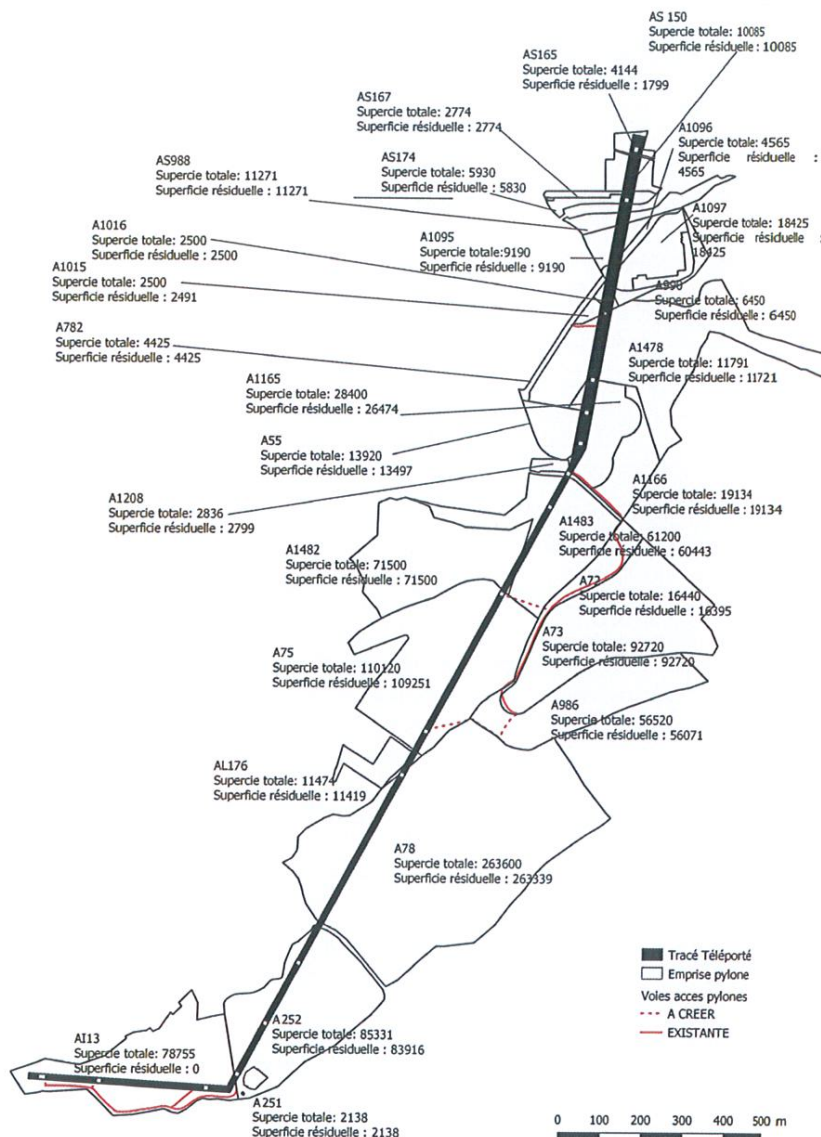 AS 150
Supercie totale: 10085
Superficie résiduelle : 10085
AS165
Supercie totale: 4144
Superficie résiduelle : 1799
AS167
Supercie totale: 2774
Superficie résiduelle : 2774
A1096
Supercie totale: 4565
Superficie résiduelle :
4565
AS174
Supercie totale: 5930
Superficie résiduelle : 5830
AS988
Supercie totale: 11271
Superficie résiduelle : 11271
A1097
Supercie totale: 18425
Superficie résiduelle :
18425
A1016
Supercie totale: 2500
Superficie résiduelle : 2500
A1095
Supercie totale:9190
Superficie résiduelle : 9190
A1015
Supercie totale: 2500
Superficie résiduelle : 2491
A990
Supercie totale: 6450
Superficie résiduelle : 6450
A782
Supercie totale: 4425
Superficie résiduelle : 4425
A1478
Supercie totale: 11791
Superficie résiduelle : 11721
A1165
Supercie totale: 28400
Superficie résiduelle : 26474
A55
Supercie totale: 13920
Superficie résiduelle : 13497
A1166
Supercie totale: 19134
Superficie résiduelle : 19134
A1208
Supercie totale: 2836
Superficie résiduelle : 2799
A1483
Supercie totale: 61200
Superficie résiduelle : 60443
A1482
Supercie totale: 71500
Superficie résiduelle : 71500
A72
Supercie totale: 16440
Superficie résiduelle : 16395
A73
Supercie totale: 92720
Superficie résiduelle : 92720
A75
Supercie totale: 110120
Superficie résiduelle : 109251
A986
Supercie totale: 56520
Superficie résiduelle : 56071
AL176
Supercie totale: 11474
Superficie résiduelle : 11419
A78
Supercie totale: 263600
Superficie résiduelle : 263339
Tracé Téléporté
Emprise pylone
Voies acces pylones
A CREER
EXISTANTE
A 252
Supercie totale: 85331
Superficie résiduelle : 83916
AI13
Supercie totale: 78755
Superficie résiduelle : 0
A 251
Supercie totale: 2138
Superficie résiduelle : 2138
0 100 200 300 400 500 m